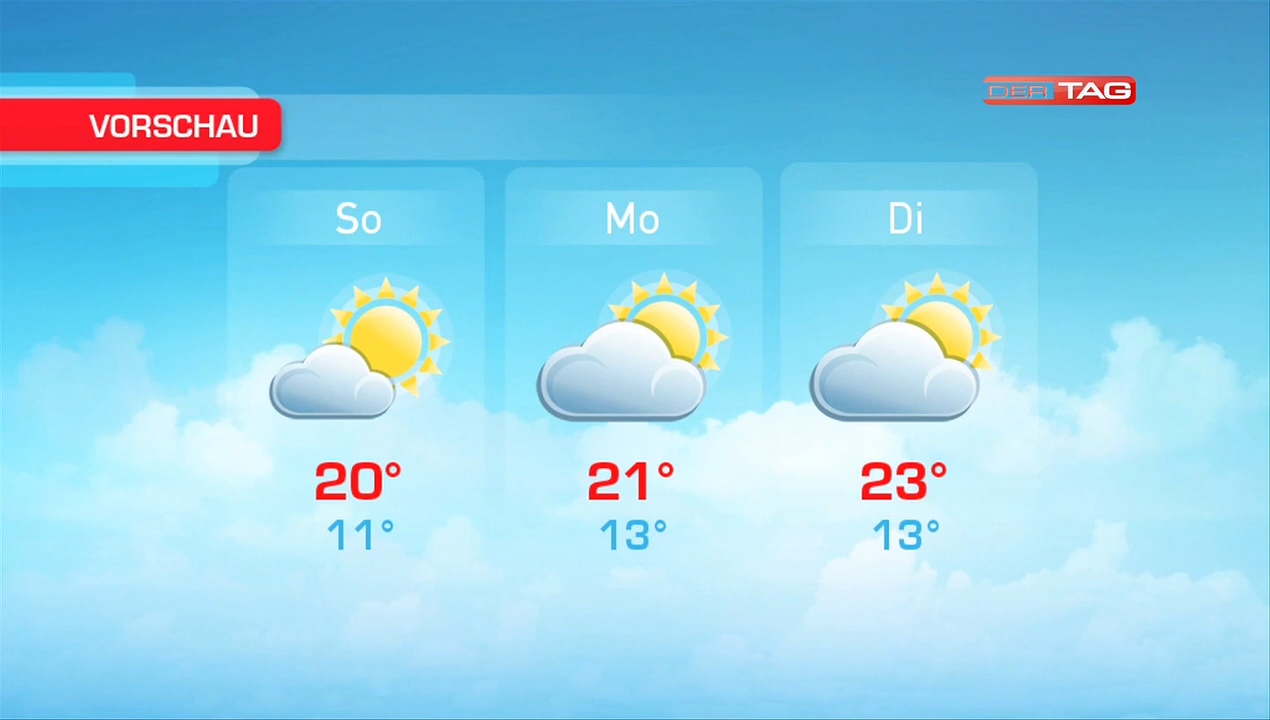 DER TAG
VORSCHAU
So Mo Di
20° 21° 23°
11° 13° 13°